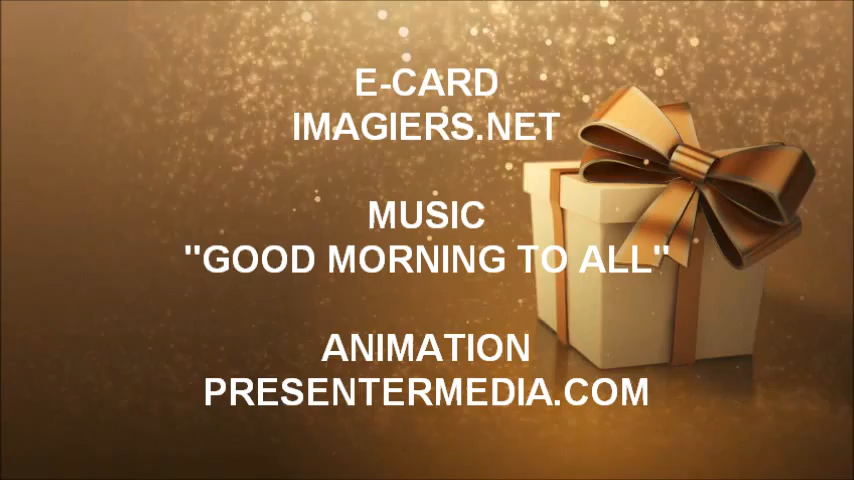 E-CARD
IMAGIERS.NET
MUSIC
"GOOD MORNING TO ALL"
ANIMATION
PRESENTERMEDIA.COM